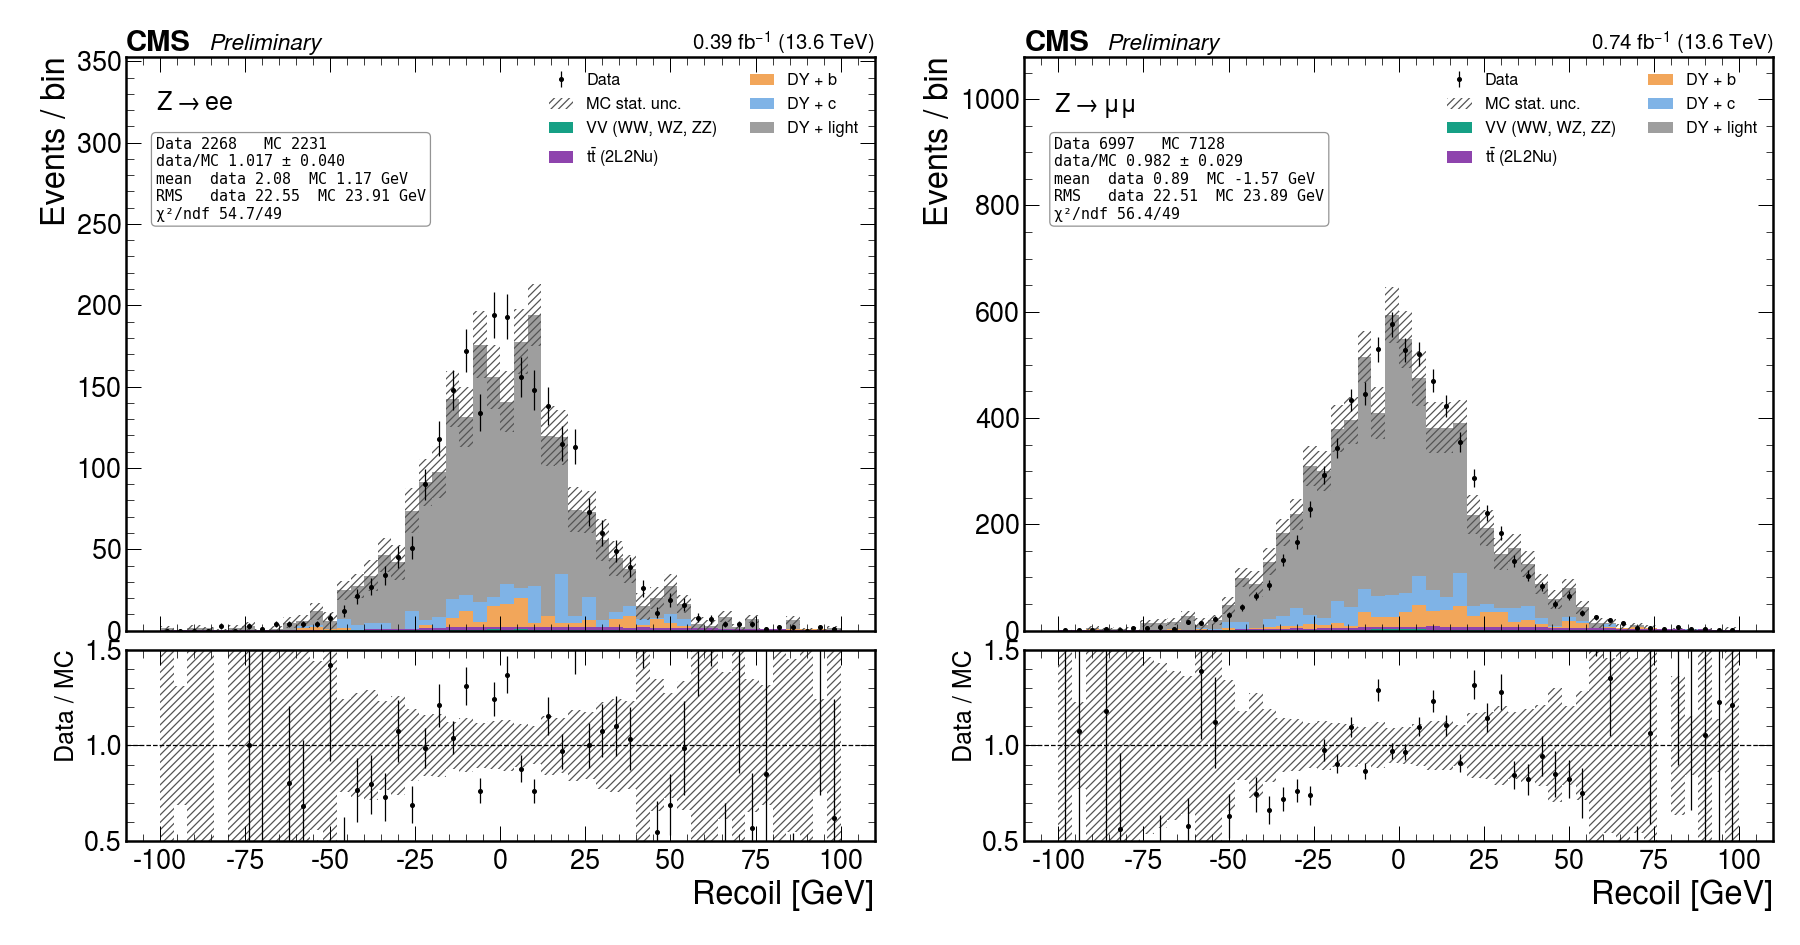 CMS Preliminary 0.39 fb⁻¹ (13.6 TeV)
Events / bin
350
300
250
200
150
100
50
0
Z → ee
Data
MC stat. unc.
VV (WW, WZ, ZZ)
tt̄ (2L2Nu)
DY + b
DY + c
DY + light
Data 2268 MC 2231
data/MC 1.017 ± 0.040
mean data 2.08 MC 1.17 GeV
RMS data 22.55 MC 23.91 GeV
χ²/ndf 54.7/49
Data / MC
1.5
1.0
0.5
-100 -75 -50 -25 0 25 50 75 100
Recoil [GeV]
CMS Preliminary 0.74 fb⁻¹ (13.6 TeV)
Events / bin
1000
800
600
400
200
0
Z → μμ
Data
MC stat. unc.
VV (WW, WZ, ZZ)
tt̄ (2L2Nu)
DY + b
DY + c
DY + light
Data 6997 MC 7128
data/MC 0.982 ± 0.029
mean data 0.89 MC -1.57 GeV
RMS data 22.51 MC 23.89 GeV
χ²/ndf 56.4/49
Data / MC
1.5
1.0
0.5
-100 -75 -50 -25 0 25 50 75 100
Recoil [GeV]